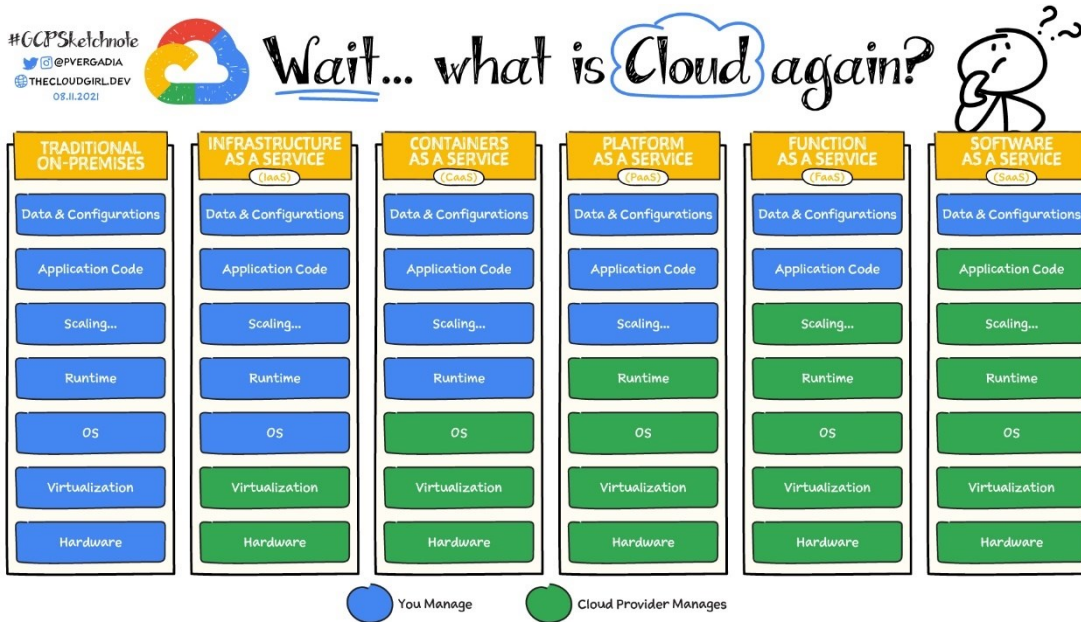 #GCPSketchnote
@PVERGADIA
THECLOUDGIRL.DEV
08.11.2021
Wait... what is Cloud again?
TRADITIONAL
ON-PREMISES
Data & Configurations
Application Code
Scaling...
Runtime
OS
Virtualization
Hardware
INFRASTRUCTURE
AS A SERVICE
(IaaS)
Data & Configurations
Application Code
Scaling...
Runtime
OS
Virtualization
Hardware
CONTAINERS
AS A SERVICE
(CaaS)
Data & Configurations
Application Code
Scaling...
Runtime
OS
Virtualization
Hardware
PLATFORM
AS A SERVICE
(PaaS)
Data & Configurations
Application Code
Scaling...
Runtime
OS
Virtualization
Hardware
FUNCTION
AS A SERVICE
(FaaS)
Data & Configurations
Application Code
Scaling...
Runtime
OS
Virtualization
Hardware
SOFTWARE
AS A SERVICE
(SaaS)
Data & Configurations
Application Code
Scaling...
Runtime
OS
Virtualization
Hardware
You Manage
Cloud Provider Manages